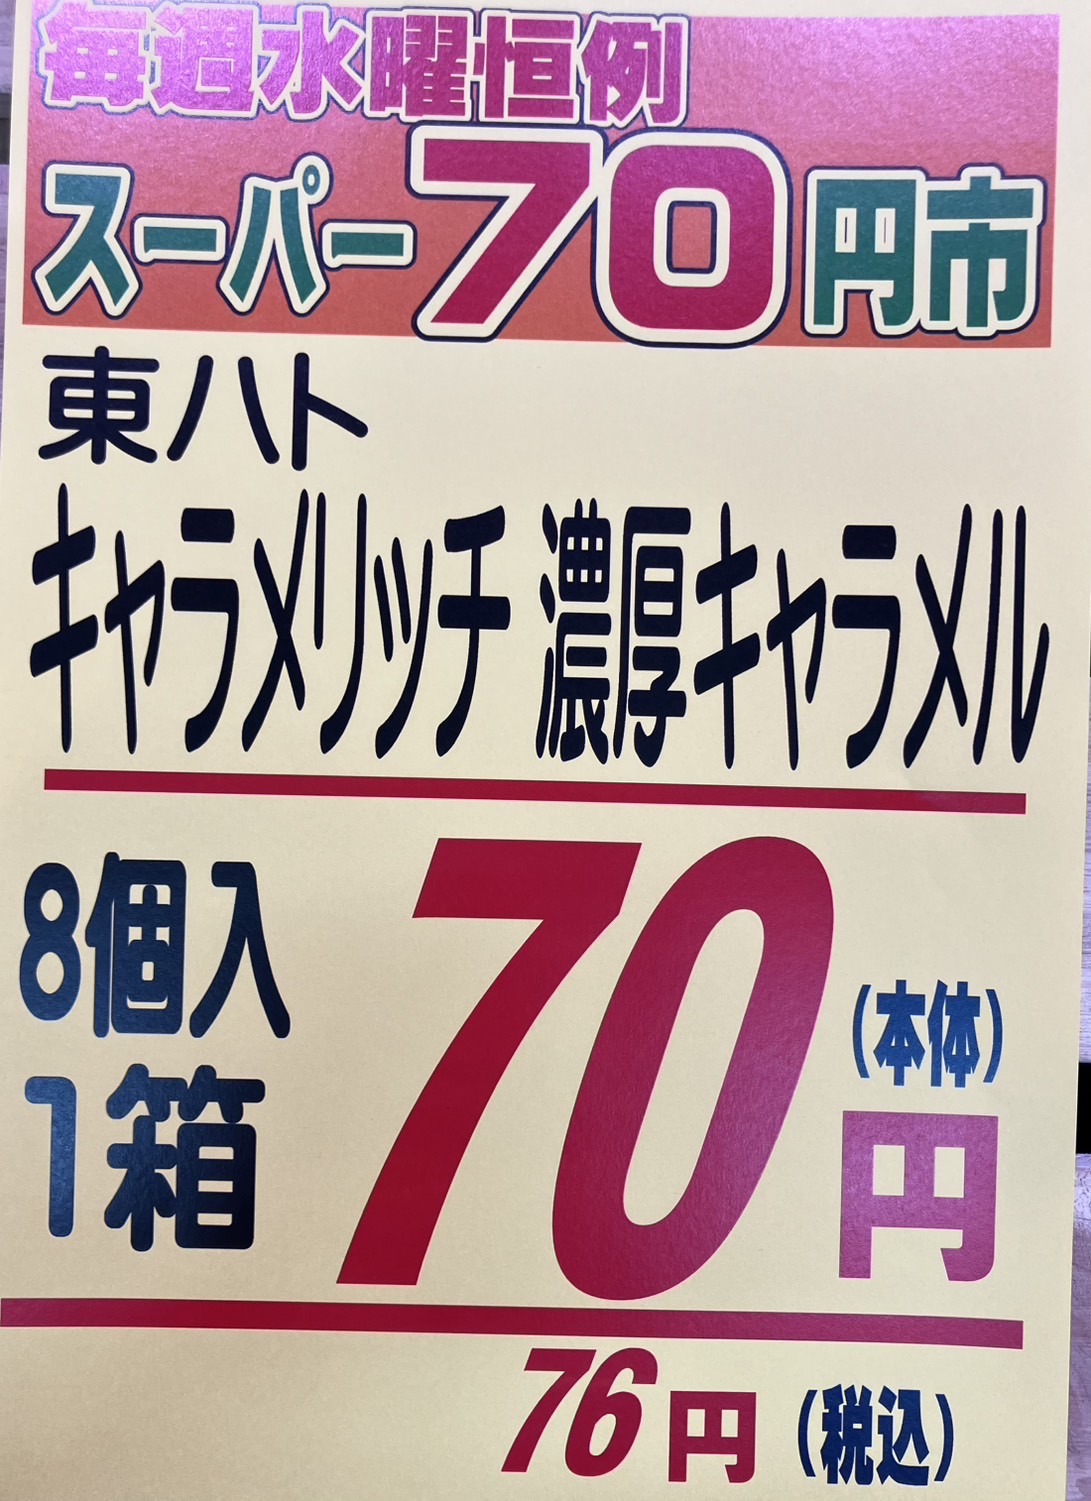 毎週水曜恒例
スーパー70円市
東ハト
キャラメリッチ 濃厚キャラメル
8個入
1箱
70円(本体)
76円(税込)